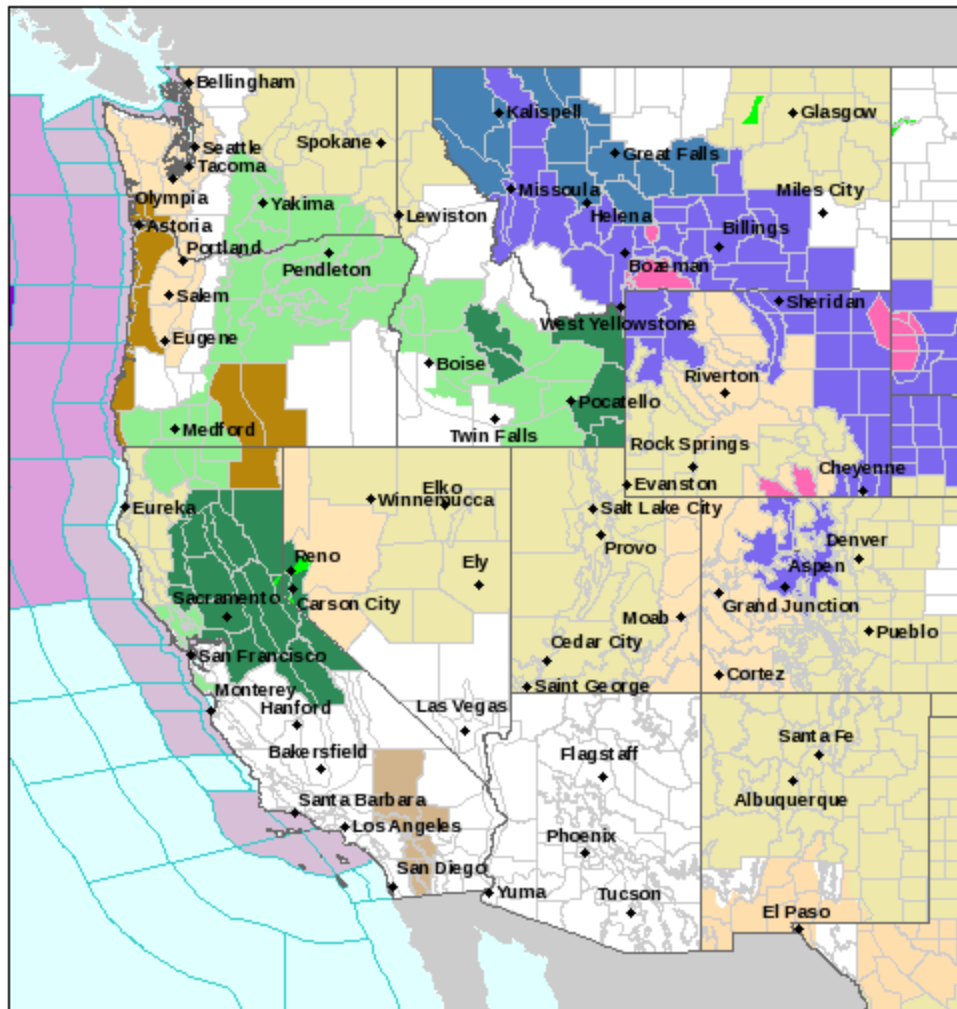 Bellingham
Kalispell
Glasgow
Spokane
Seattle
Great Falls
Tacoma
Olympia
Yakima
Missoula
Miles City
Lewiston
Helena
Astoria
Billings
Portland
Pendleton
Bozeman
Salem
Sheridan
West Yellowstone
Eugene
Boise
Riverton
Pocatello
Medford
Twin Falls
Rock Springs
Cheyenne
Elko
Evanston
Winnemucca
Eureka
Salt Lake City
Denver
Provo
Reno
Ely
Aspen
Sacramento
Carson City
Grand Junction
Moab
Pueblo
Cedar City
San Francisco
Cortez
Saint George
Monterey
Hanford
Las Vegas
Santa Fe
Bakersfield
Flagstaff
Albuquerque
Santa Barbara
Los Angeles
Phoenix
San Diego
Yuma
Tucson
El Paso